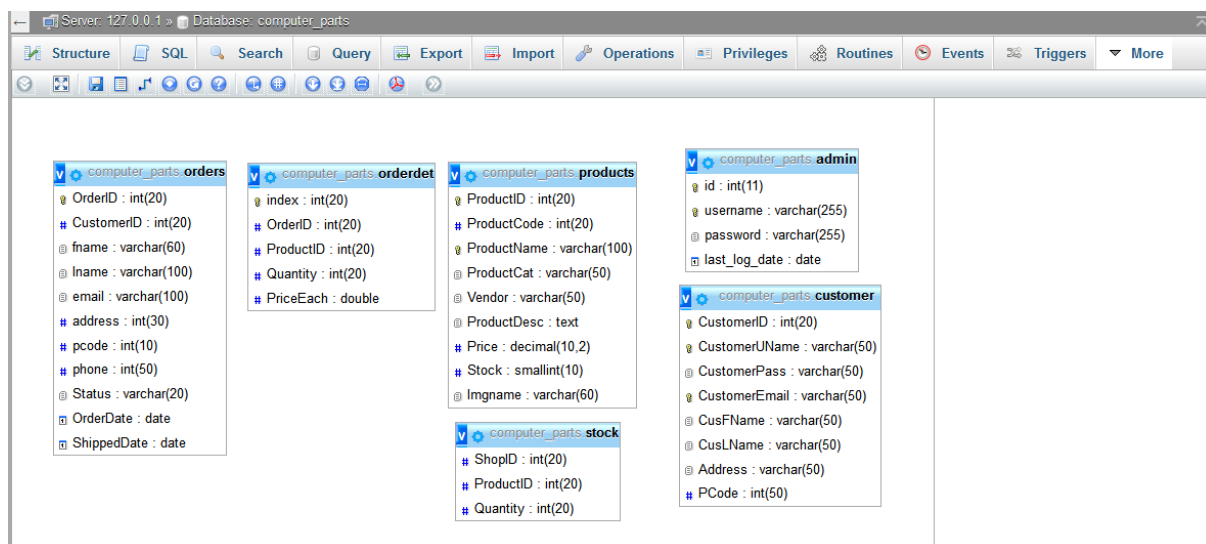 Server: 127.0.0.1 » Database: computer_parts
Structure SQL Search Query Export Import Operations Privileges Routines Events Triggers More
computer_parts orders
OrderID : int(20)
CustomerID : int(20)
fname : varchar(60)
lname : varchar(100)
email : varchar(100)
address : int(30)
pcode : int(10)
phone : int(50)
Status : varchar(20)
OrderDate : date
ShippedDate : date
computer_parts orderdet
index : int(20)
OrderID : int(20)
ProductID : int(20)
Quantity : int(20)
PriceEach : double
computer_parts products
ProductID : int(20)
ProductCode : int(20)
ProductName : varchar(100)
ProductCat : varchar(50)
Vendor : varchar(50)
ProductDesc : text
Price : decimal(10,2)
Stock : smallint(10)
Imgname : varchar(60)
computer_parts stock
ShopID : int(20)
ProductID : int(20)
Quantity : int(20)
computer_parts admin
id : int(11)
username : varchar(255)
password : varchar(255)
last_log_date : date
computer_parts customer
CustomerID : int(20)
CustomerUName : varchar(50)
CustomerPass : varchar(50)
CustomerEmail : varchar(50)
CusFName : varchar(50)
CusLName : varchar(50)
Address : varchar(50)
PCode : int(50)